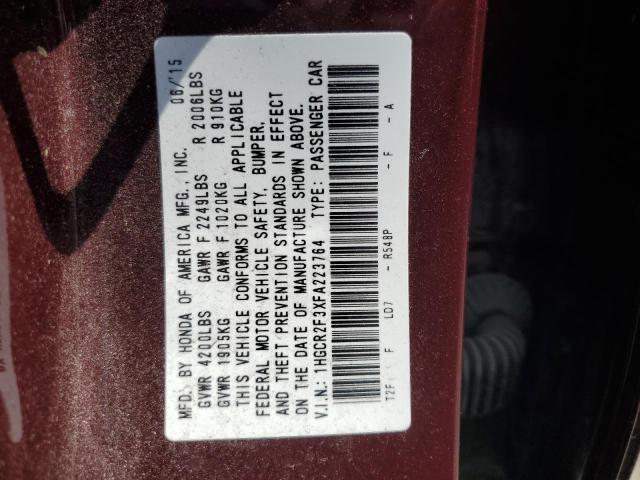 MFD. BY HONDA OF AMERICA MFG., INC. 06/'15
GVWR 4200LBS GAWR F 2249LBS R 2006LBS
GVWR 1905KG GAWR F 1020KG R 910KG
THIS VEHICLE CONFORMS TO ALL APPLICABLE
FEDERAL MOTOR VEHICLE SAFETY, BUMPER,
AND THEFT PREVENTION STANDARDS IN EFFECT
ON THE DATE OF MANUFACTURE SHOWN ABOVE.
V.I.N.: 1HGCR2F3XFA223764 TYPE: PASSENGER CAR
F LD7 - R548P - F - A